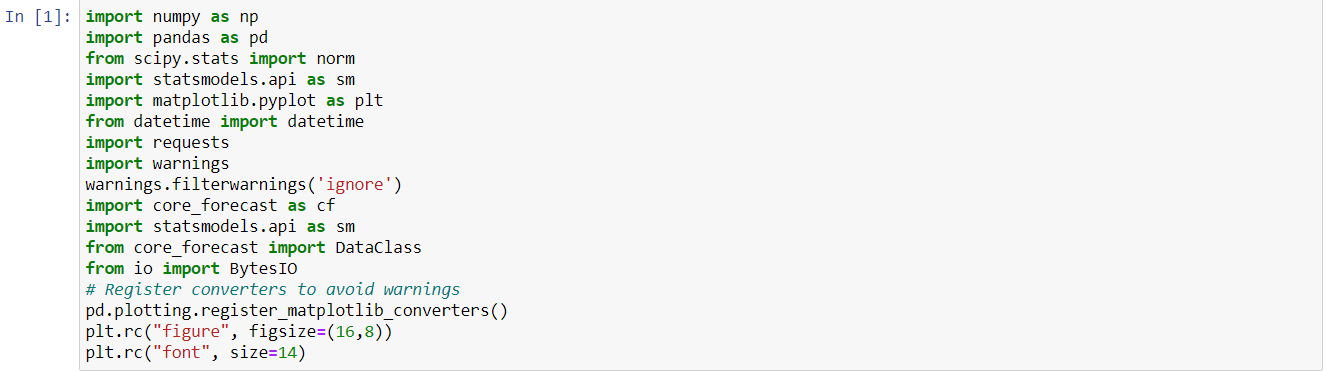 In [1]: import numpy as np
import pandas as pd
from scipy.stats import norm
import statsmodels.api as sm
import matplotlib.pyplot as plt
from datetime import datetime
import requests
import warnings
warnings.filterwarnings('ignore')
import core_forecast as cf
import statsmodels.api as sm
from core_forecast import DataClass
from io import BytesIO
# Register converters to avoid warnings
pd.plotting.register_matplotlib_converters()
plt.rc("figure", figsize=(16,8))
plt.rc("font", size=14)